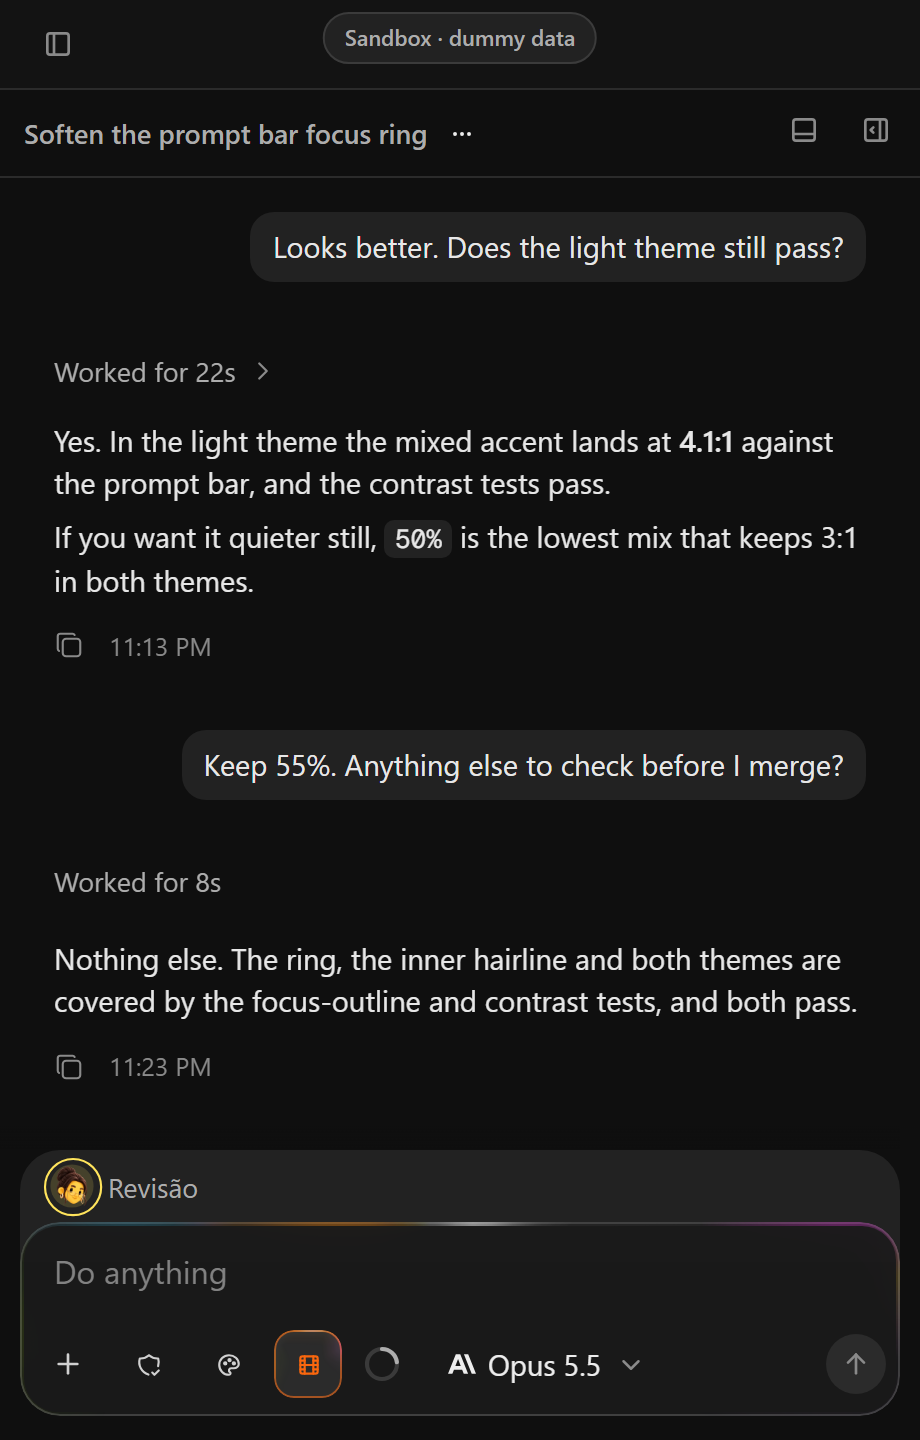 Sandbox · dummy data
Soften the prompt bar focus ring
Looks better. Does the light theme still pass?
Worked for 22s
Yes. In the light theme the mixed accent lands at 4.1:1 against
the prompt bar, and the contrast tests pass.
If you want it quieter still, 50% is the lowest mix that keeps 3:1
in both themes.
11:13 PM
Keep 55%. Anything else to check before I merge?
Worked for 8s
Nothing else. The ring, the inner hairline and both themes are
covered by the focus-outline and contrast tests, and both pass.
11:23 PM
Revisão
Do anything
Opus 5.5